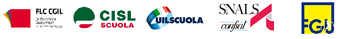 FLC CGIL
CISL
SCUOLA
UILSCUOLA
SNALS
confsal
FGU